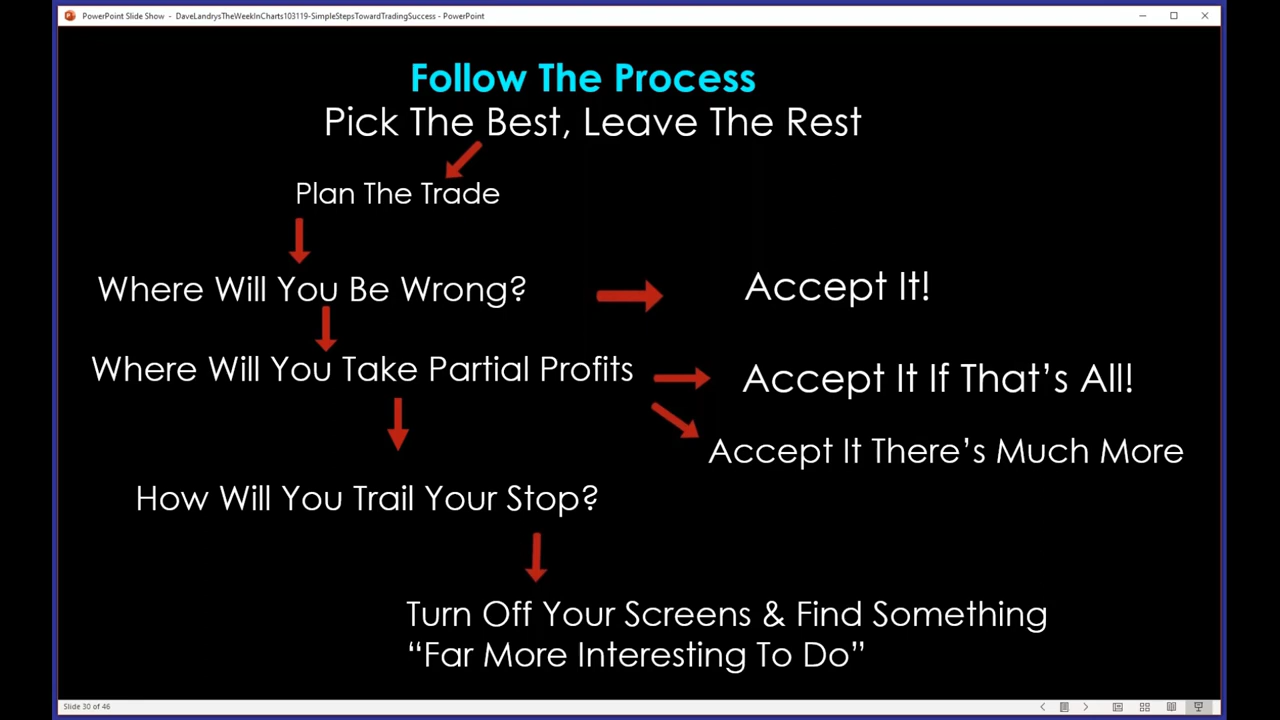 PowerPoint Slide Show - DaveLandrysTheWeekInCharts103119-SimpleStepsTowardTradingSuccess - PowerPoint
Follow The Process
Pick The Best, Leave The Rest
Plan The Trade
Where Will You Be Wrong?
Accept It!
Where Will You Take Partial Profits
Accept It If That’s All!
Accept It There’s Much More
How Will You Trail Your Stop?
Turn Off Your Screens & Find Something
“Far More Interesting To Do”
Slide 30 of 46